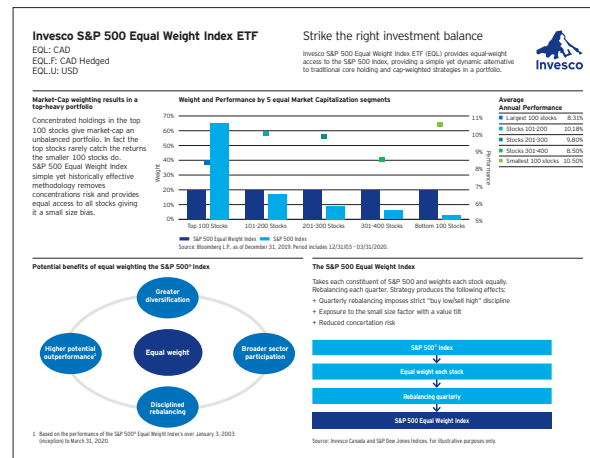 Invesco S&P 500 Equal Weight Index ETF
EQL: CAD
EQL.F: CAD Hedged
EQL.U: USD
Strike the right investment balance
Invesco S&P 500 Equal Weight Index ETF (EQL) provides equal-weight
access to the S&P 500 Index, providing a simple yet dynamic alternative
to traditional core holding and cap-weighted strategies in a portfolio.
Invesco
Market-Cap weighting results in a
top-heavy portfolio
Concentrated holdings in the top
100 stocks give market-cap an
unbalanced portfolio. In fact the
top stocks rarely catch the returns
the smaller 100 stocks do.
S&P 500 Equal Weight Index
simple yet historically effective
methodology removes
concentrations risk and provides
equal access to all stocks giving
it a small size bias.
Weight and Performance by 5 equal Market Capitalization segments
70%
60%
50%
40%
30%
20%
10%
0%
Weight
11%
10%
9%
8%
7%
6%
5%
Performance
Top 100 Stocks
101-200 Stocks
201-300 Stocks
301-400 Stocks
Bottom 100 Stocks
S&P 500 Equal Weight Index
S&P 500 Index
Source: Bloomberg L.P., as of December 31, 2019. Period includes 12/31/03 – 03/31/2020.
Average
Annual Performance
Largest 100 stocks 8.31%
Stocks 101-200 10.18%
Stocks 201-300 9.80%
Stocks 301-400 8.50%
Smallest 100 stocks 10.50%
Potential benefits of equal weighting the S&P 500® Index
Greater
diversification
Higher potential
outperformance¹
Equal weight
Broader sector
participation
Disciplined
rebalancing
1 Based on the performance of the S&P 500® Equal Weight Index's over January 3, 2003
(inception) to March 31, 2020.
The S&P 500 Equal Weight Index
Takes each constituent of S&P 500 and weights each stock equally.
Rebalancing each quarter. Strategy produces the following effects:
+ Quarterly rebalancing imposes strict "buy low/sell high" discipline
+ Exposure to the small size factor with a value tilt
+ Reduced concertation risk
S&P 500® Index
Equal weight each stock
Rebalancing quarterly
S&P 500 Equal Weight Index
Source: Invesco Canada and S&P Dow Jones Indices. For illustrative purposes only.